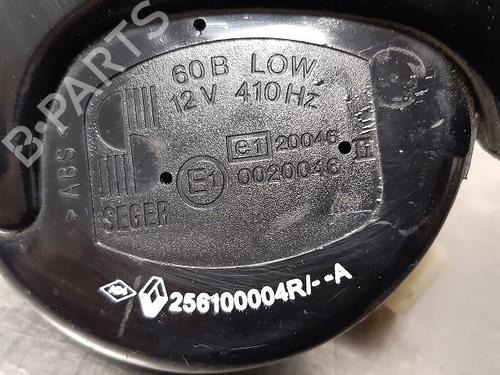 60B LOW
12V 410Hz
e1 20046
E1 0020046
SEGER
> ABS
256100004R/--A
B-PARTS